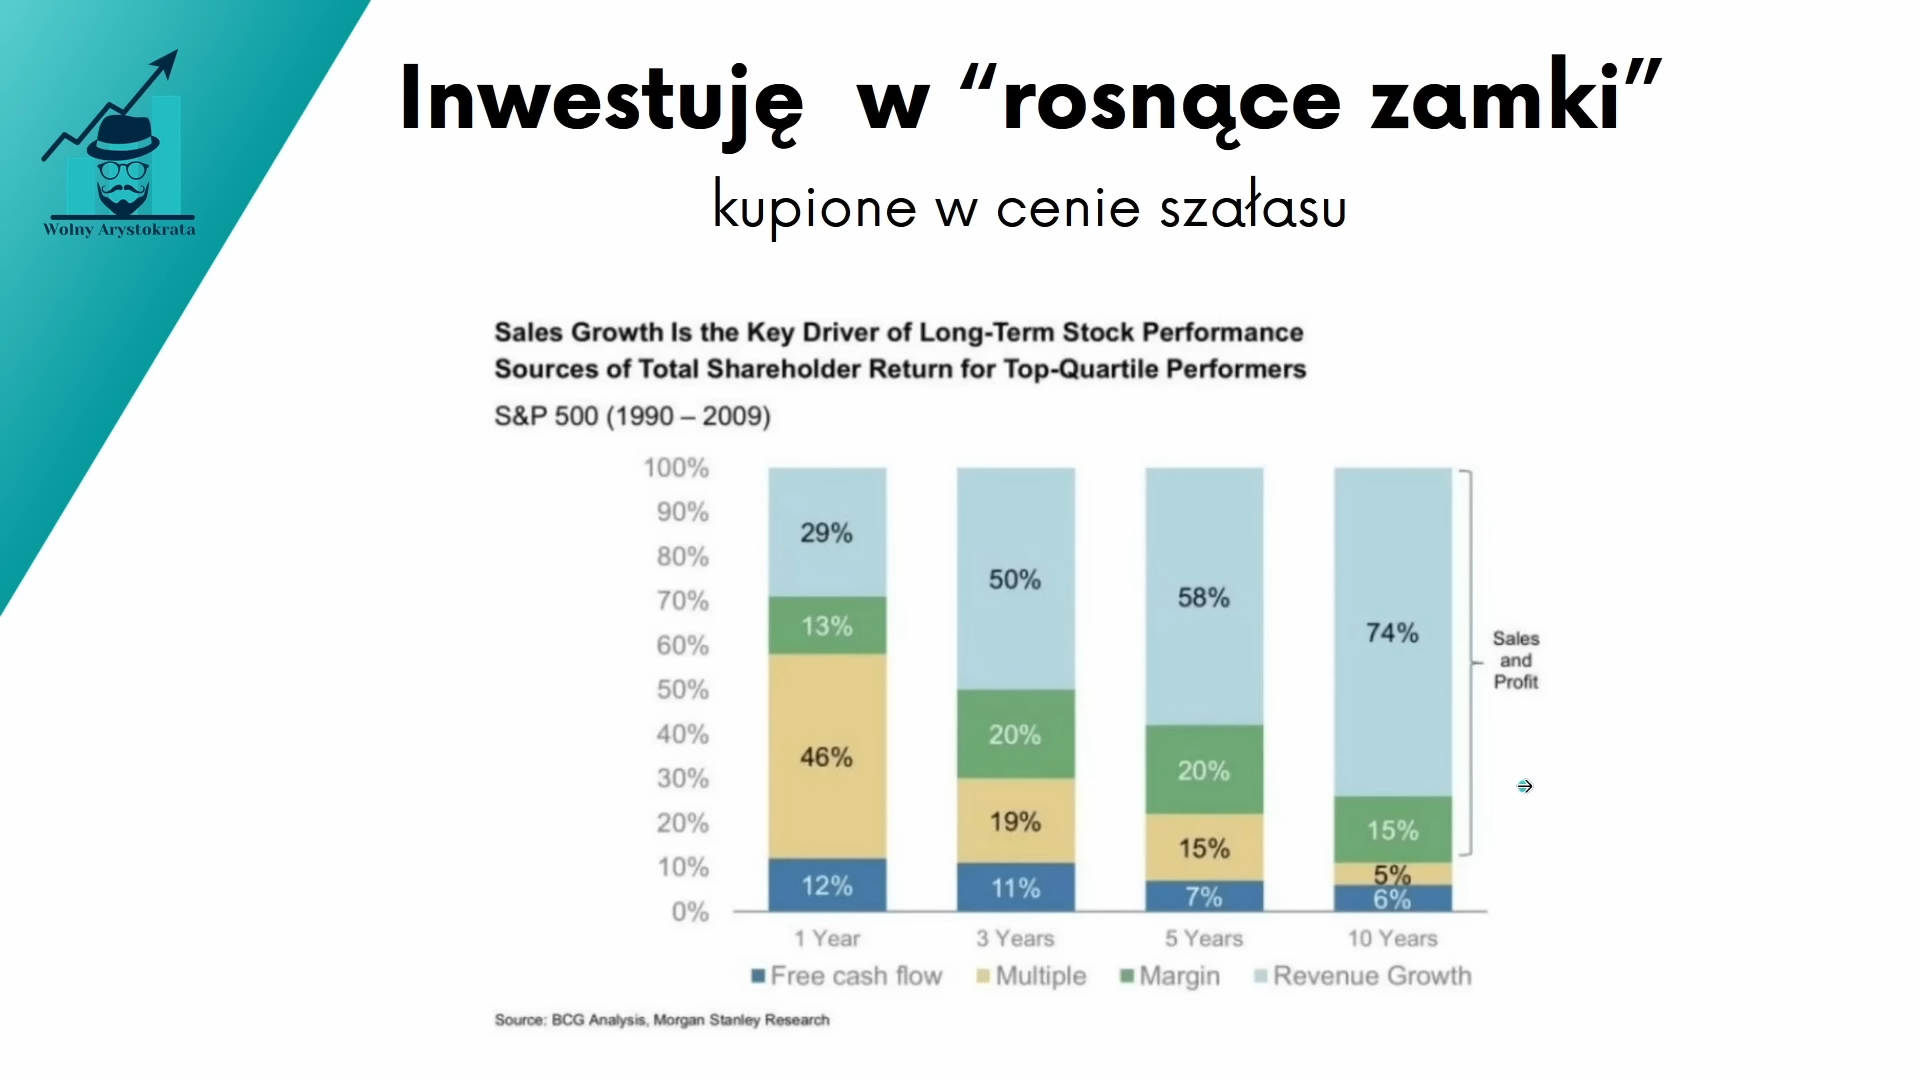 Wolny Arystokrata
Inwestuję w “rosnące zamki”
kupione w cenie szałasu
Sales Growth Is the Key Driver of Long-Term Stock Performance
Sources of Total Shareholder Return for Top-Quartile Performers
S&P 500 (1990 – 2009)
100%
90%
80%
70%
60%
50%
40%
30%
20%
10%
0%
29%
13%
46%
12%
50%
20%
19%
11%
58%
20%
15%
7%
74%
15%
5%
6%
Sales
and
Profit
1 Year 3 Years 5 Years 10 Years
Free cash flow Multiple Margin Revenue Growth
Source: BCG Analysis, Morgan Stanley Research